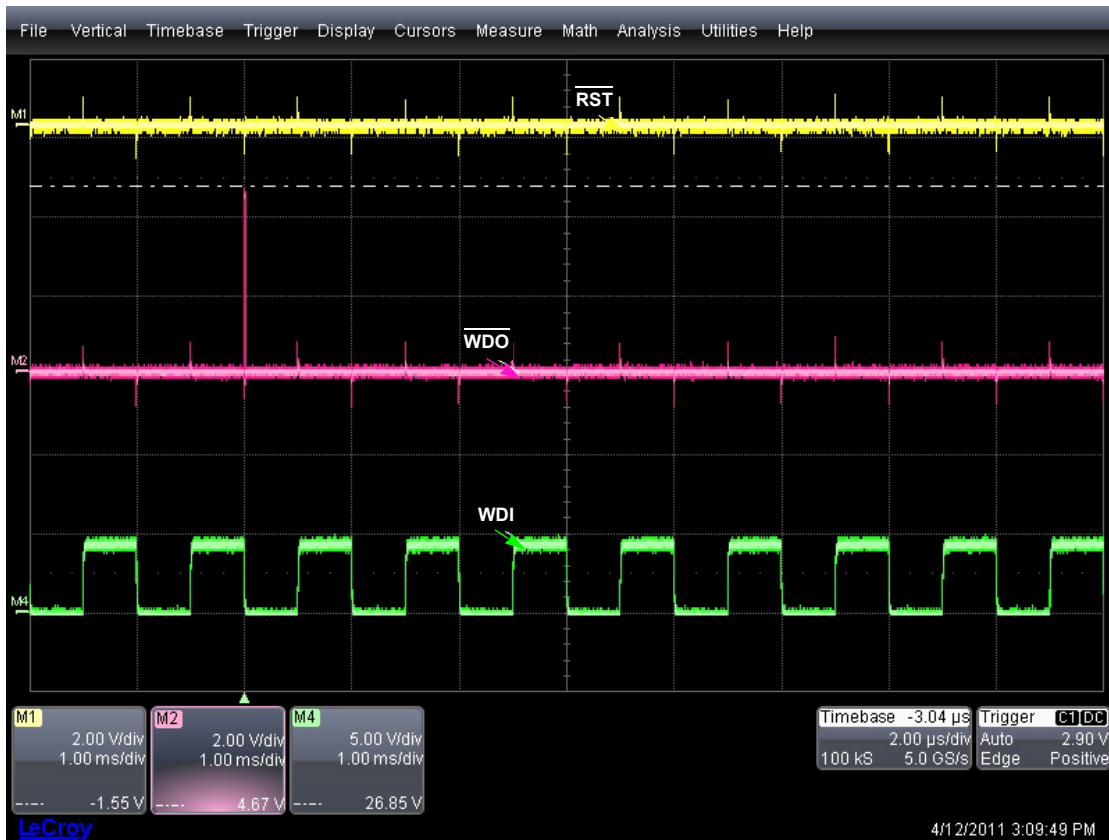 File Vertical Timebase Trigger Display Cursors Measure Math Analysis Utilities Help
M1
RST
M2
WDO
WDI
M4
M1
2.00 V/div
1.00 ms/div
-1.55 V
M2
2.00 V/div
1.00 ms/div
4.67 V
M4
5.00 V/div
1.00 ms/div
26.85 V
Timebase -3.04 µs
2.00 µs/div
100 kS 5.0 GS/s
Trigger C1 DC
Auto 2.90 V
Edge Positive
LeCroy
4/12/2011 3:09:49 PM